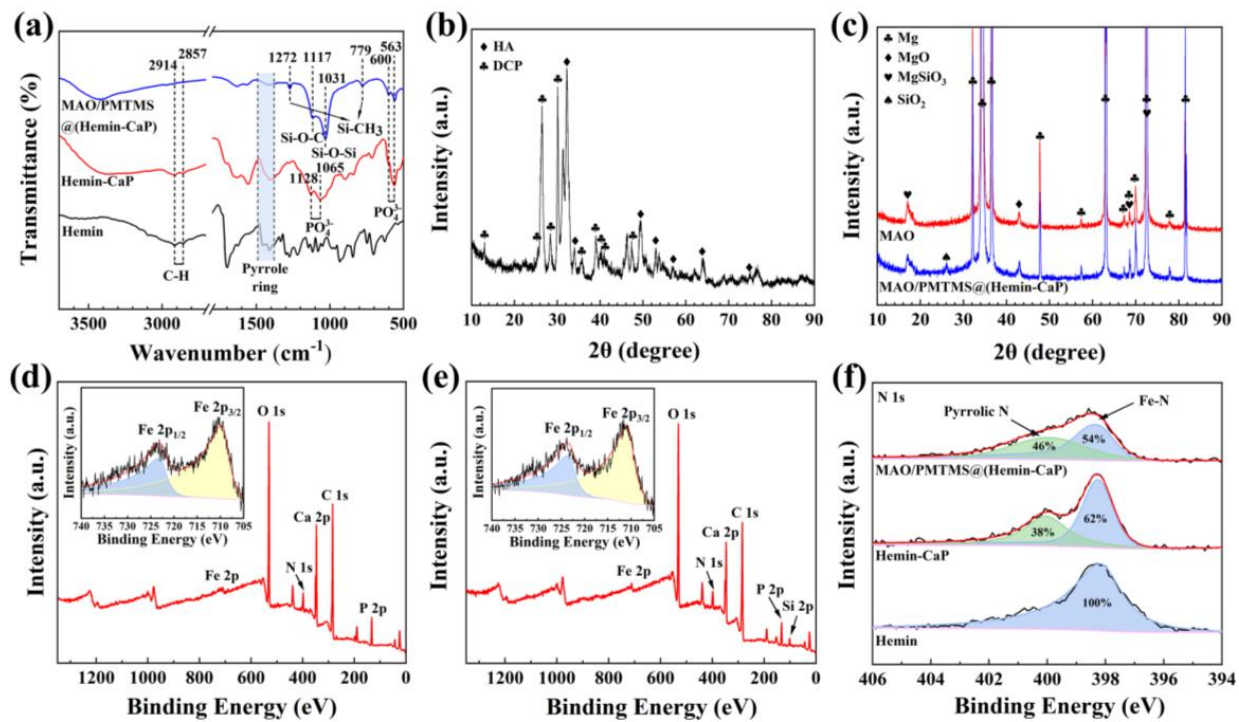 (a)
Transmittance (%)
2914
2857
1272
1117
1031
779
600
563
MAO/PMTMS
@(Hemin-CaP)
Si-O-C
Si-CH3
Si-O-Si
1065
1128
Hemin-CaP
PO₄³⁻
PO₄³⁻
Hemin
C-H
Pyrrole
ring
3500 3000 1500 1000 500
Wavenumber (cm⁻¹)
(b)
Intensity (a.u.)
♦ HA
♣ DCP
10 20 30 40 50 60 70 80 90
2θ (degree)
(c)
Intensity (a.u.)
♣ Mg
♦ MgO
♥ MgSiO₃
♠ SiO₂
MAO
MAO/PMTMS@(Hemin-CaP)
10 20 30 40 50 60 70 80 90
2θ (degree)
(d)
Intensity (a.u.)
Intensity (a.u.)
Fe 2p₁/₂
Fe 2p₃/₂
740 735 730 725 720 715 710 705
Binding Energy (eV)
O 1s
C 1s
Ca 2p
N 1s
Fe 2p
P 2p
1200 1000 800 600 400 200 0
Binding Energy (eV)
(e)
Intensity (a.u.)
Intensity (a.u.)
Fe 2p₁/₂
Fe 2p₃/₂
740 735 730 725 720 715 710 705
Binding Energy (eV)
O 1s
C 1s
Ca 2p
N 1s
Fe 2p
P 2p
Si 2p
1200 1000 800 600 400 200 0
Binding Energy (eV)
(f)
Intensity (a.u.)
N 1s
Pyrrolic N
Fe-N
46%
54%
MAO/PMTMS@(Hemin-CaP)
38%
62%
Hemin-CaP
100%
Hemin
406 404 402 400 398 396 394
Binding Energy (eV)